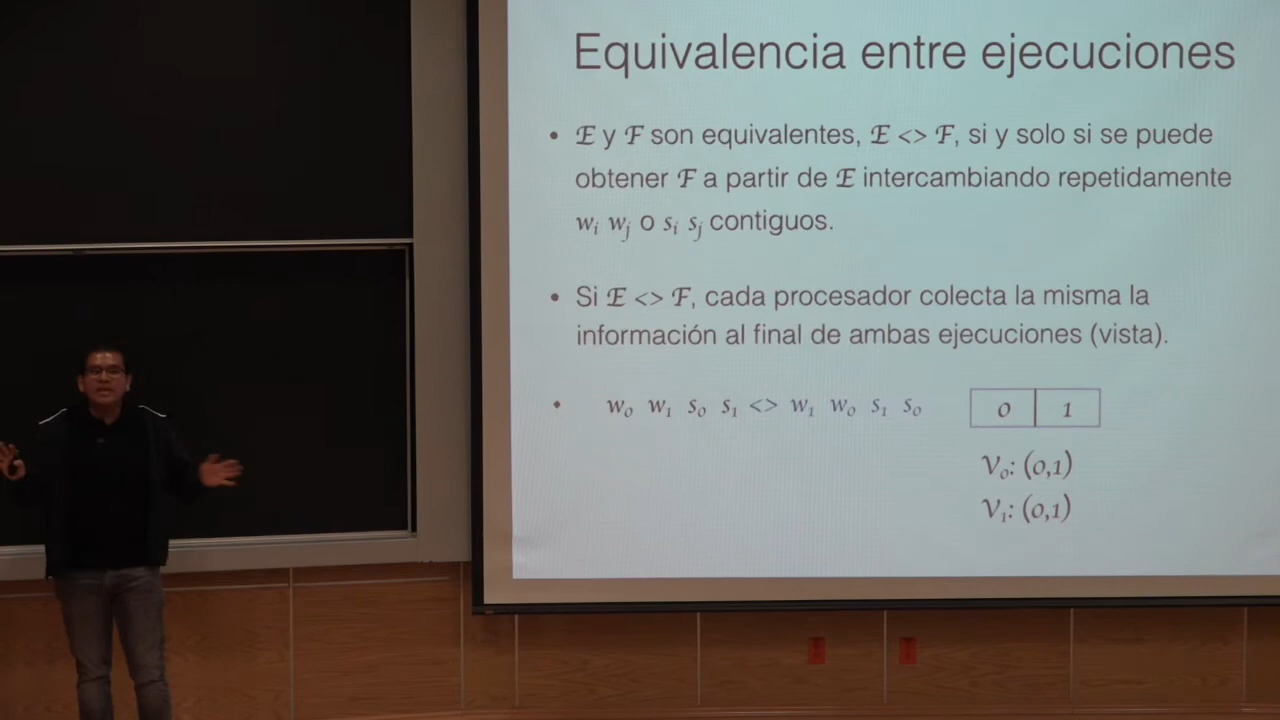 Equivalencia entre ejecuciones
• E y F son equivalentes, E <> F, si y solo si se puede
obtener F a partir de E intercambiando repetidamente
wᵢ wⱼ o sᵢ sⱼ contiguos.
• Si E <> F, cada procesador colecta la misma la
información al final de ambas ejecuciones (vista).
• w₀ w₁ s₀ s₁ <> w₁ w₀ s₁ s₀
0 1
V₀: (0,1)
V₁: (0,1)